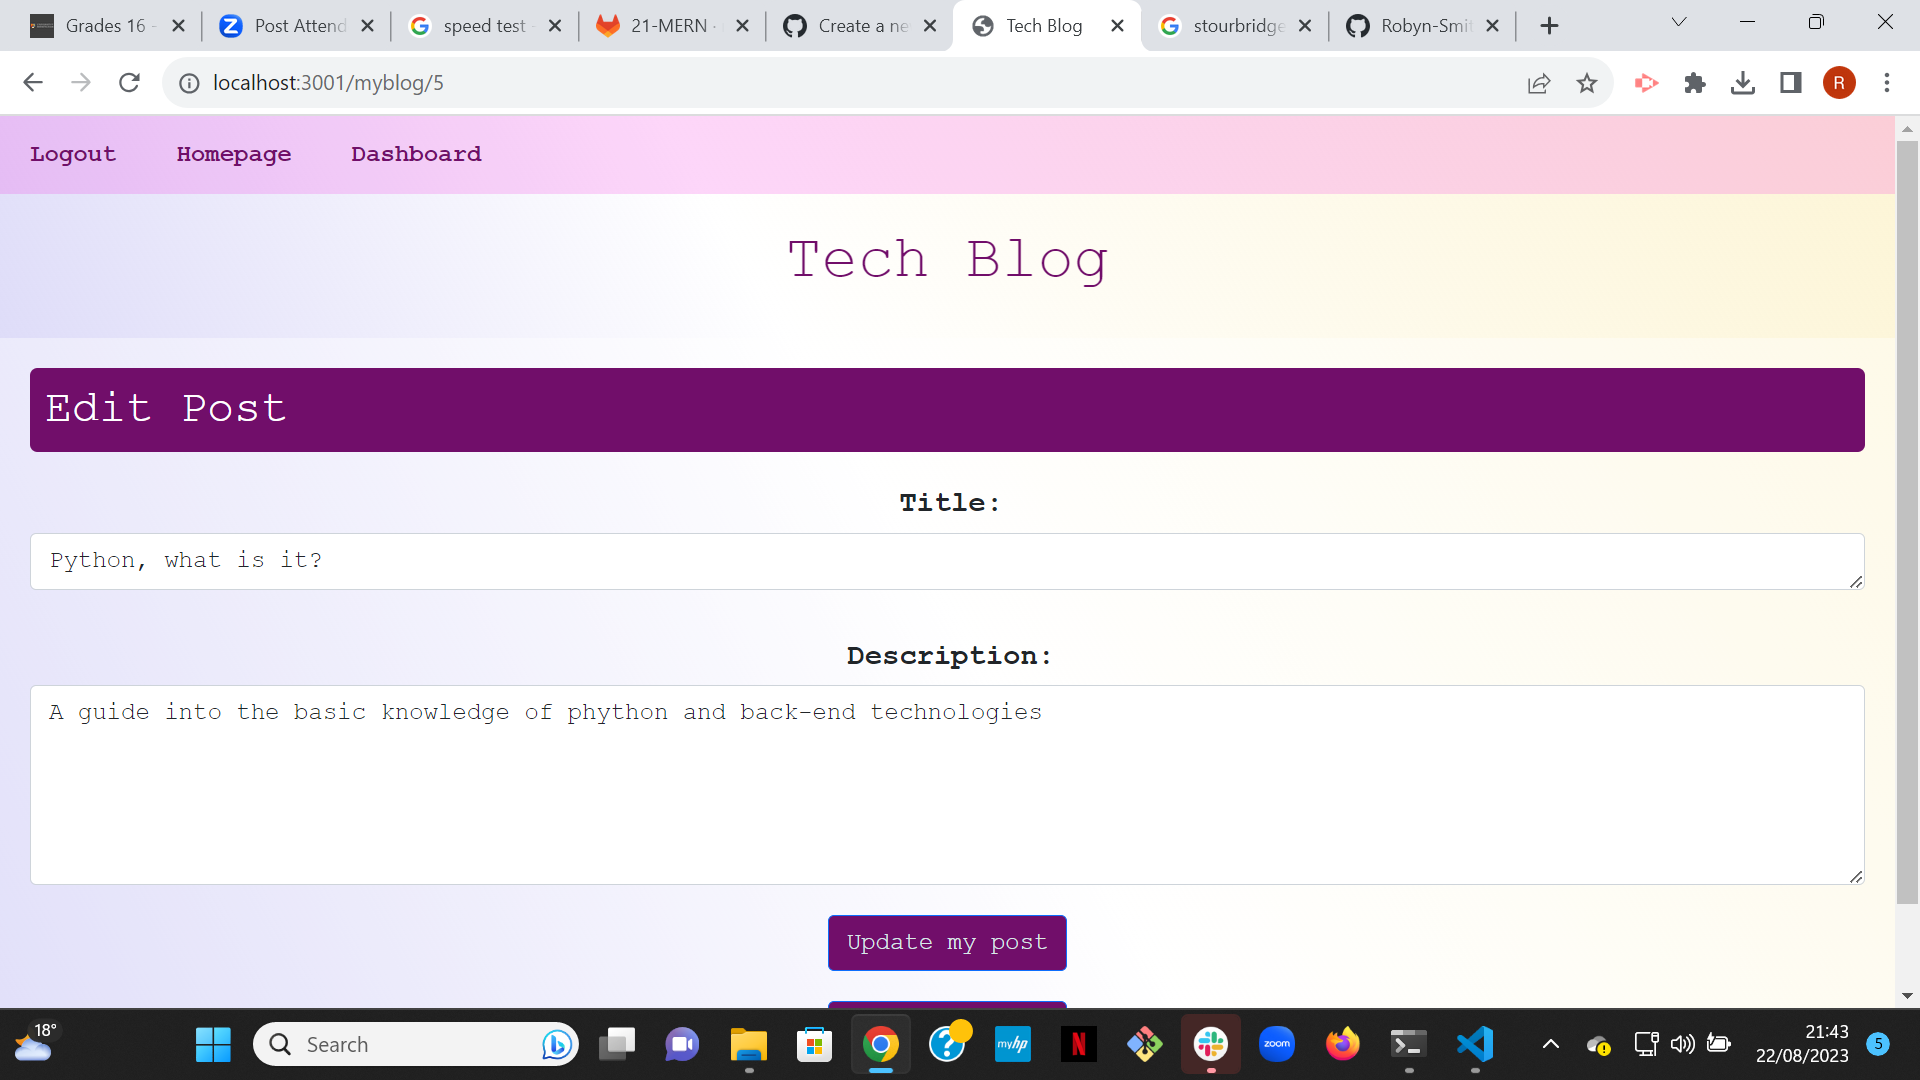 Grades 16 -
Post Attend
speed test -
21-MERN ·
Create a ne
Tech Blog
stourbridge
Robyn-Smit
localhost:3001/myblog/5
R
Logout
Homepage
Dashboard
Tech Blog
Edit Post
Title:
Python, what is it?
Description:
A guide into the basic knowledge of phython and back-end technologies
Update my post
18°
Search
myhp
N
zoom
21:43
22/08/2023
5